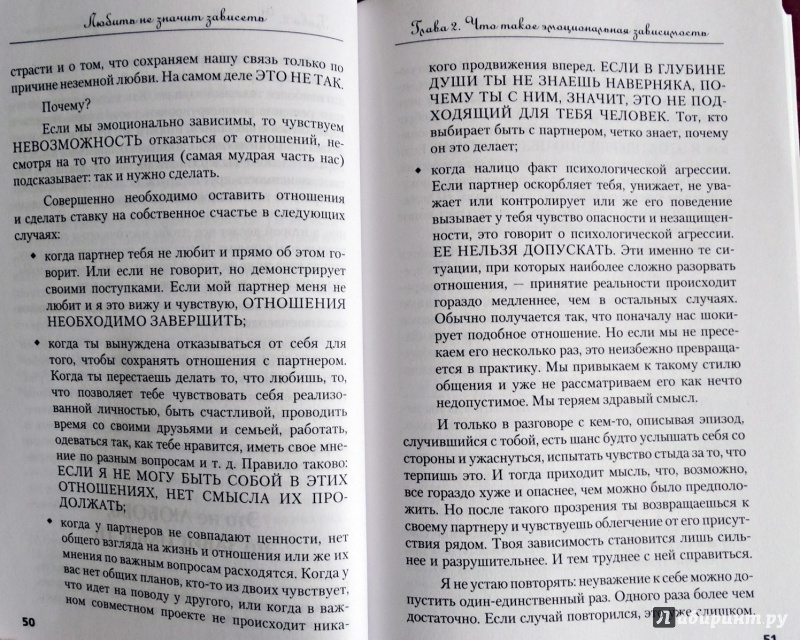 Любить не значит зависеть
страсти и о том, что сохраняем нашу связь только по
причине неземной любви. На самом деле ЭТО НЕ ТАК.
Почему?
Если мы эмоционально зависимы, то чувствуем
НЕВОЗМОЖНОСТЬ отказаться от отношений, не-
смотря на то что интуиция (самая мудрая часть нас)
подсказывает: так и нужно сделать.
Совершенно необходимо оставить отношения
и сделать ставку на собственное счастье в следующих
случаях:
◆ когда партнер тебя не любит и прямо об этом го-
ворит. Или если не говорит, но демонстрирует
своими поступками. Если мой партнер меня не
любит и я это вижу и чувствую, ОТНОШЕНИЯ
НЕОБХОДИМО ЗАВЕРШИТЬ;
◆ когда ты вынуждена отказываться от себя для
того, чтобы сохранять отношения с партнером.
Когда ты перестаешь делать то, что любишь, то,
что позволяет тебе чувствовать себя реализо-
ванной личностью, быть счастливой, проводить
время со своими друзьями и семьей, работать,
одеваться так, как тебе нравится, иметь свое мне-
ние по разным вопросам и т. д. Правило таково:
ЕСЛИ Я НЕ МОГУ БЫТЬ СОБОЙ В ЭТИХ
ОТНОШЕНИЯХ, НЕТ СМЫСЛА ИХ ПРО-
ДОЛЖАТЬ;
◆ когда у партнеров не совпадают ценности, нет
общего взгляда на жизнь и отношения или же их
мнения по важным вопросам расходятся. Когда у
вас нет общих планов, кто-то из двоих чувствует,
что идет на поводу у другого, или когда в важ-
ном совместном проекте не происходит ника-
50
Глава 2. Что такое эмоциональная зависимость
кого продвижения вперед. ЕСЛИ В ГЛУБИНЕ
ДУШИ ТЫ НЕ ЗНАЕШЬ НАВЕРНЯКА, ПО-
ЧЕМУ ТЫ С НИМ, ЗНАЧИТ, ЭТО НЕ ПОД-
ХОДЯЩИЙ ДЛЯ ТЕБЯ ЧЕЛОВЕК. Тот, кто
выбирает быть с партнером, четко знает, почему
он это делает;
◆ когда налицо факт психологической агрессии.
Если партнер оскорбляет тебя, унижает, не ува-
жает или контролирует или же его поведение
вызывает у тебя чувство опасности и незащищен-
ности, это говорит о психологической агрессии.
ЕЕ НЕЛЬЗЯ ДОПУСКАТЬ. Эти именно те си-
туации, при которых наиболее сложно разорвать
отношения, — принятие реальности происходит
гораздо медленнее, чем в остальных случаях.
Обычно получается так, что поначалу нас шоки-
рует подобное отношение. Но если мы не пресе-
каем его несколько раз, это неизбежно превраща-
ется в практику. Мы привыкаем к такому стилю
общения и уже не рассматриваем его как нечто
недопустимое. Мы теряем здравый смысл.
И только в разговоре с кем-то, описывая эпизод,
случившийся с тобой, есть шанс будто услышать себя со
стороны и ужаснуться, испытать чувство стыда за то, что
терпишь это. И тогда приходит мысль, что, возможно,
все гораздо хуже и опаснее, чем можно было предполо-
жить. Но после такого прозрения ты возвращаешься к
своему партнеру и чувствуешь облегчение от его присут-
ствия рядом. Твоя зависимость становится лишь силь-
нее и разрушительнее. И тем труднее с ней справиться.
Я не устаю повторять: неуважение к себе можно до-
пустить один-единственный раз. Одного раза более чем
достаточно. Если случай повторился, это уже слишком.
51
Лабиринт.ру